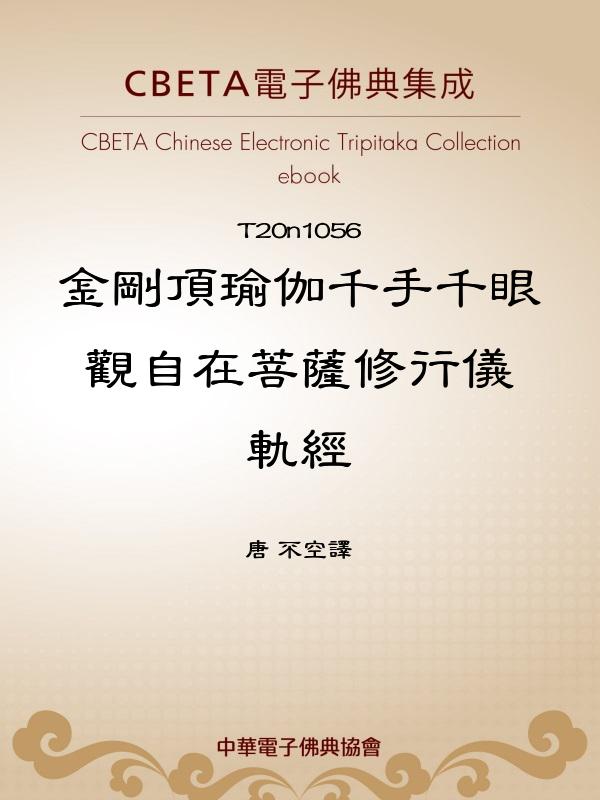 CBETA電子佛典集成
CBETA Chinese Electronic Tripitaka Collection
ebook
T20n1056
金剛頂瑜伽千手千眼
觀自在菩薩修行儀
軌經
唐 不空譯
中華電子佛典協會